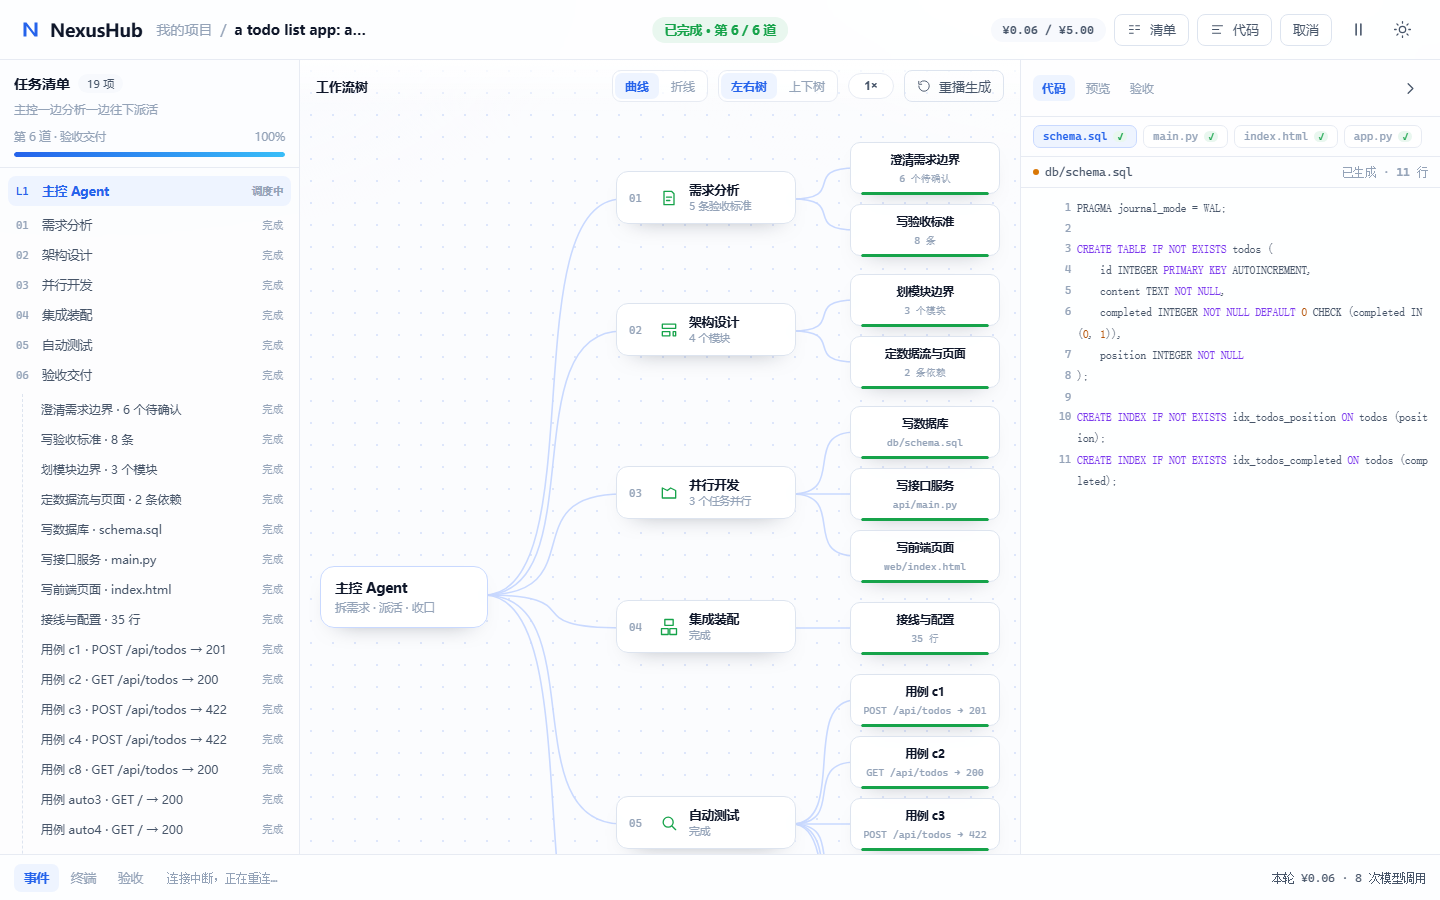 NexusHub 我的项目 / a todo list app: a... 已完成 • 第 6 / 6 道 ¥0.06 / ¥5.00 清单 代码 取消
任务清单 19 项
主控一边分析一边往下派活
第 6 道 · 验收交付 100%
L1 主控 Agent 调度中
01 需求分析 完成
02 架构设计 完成
03 并行开发 完成
04 集成装配 完成
05 自动测试 完成
06 验收交付 完成
澄清需求边界 · 6 个待确认 完成
写验收标准 · 8 条 完成
划模块边界 · 3 个模块 完成
定数据流与页面 · 2 条依赖 完成
写数据库 · schema.sql 完成
写接口服务 · main.py 完成
写前端页面 · index.html 完成
接线与配置 · 35 行 完成
用例 c1 · POST /api/todos → 201 完成
用例 c2 · GET /api/todos → 200 完成
用例 c3 · POST /api/todos → 422 完成
用例 c4 · POST /api/todos → 422 完成
用例 c8 · GET /api/todos → 200 完成
用例 auto3 · GET / → 200 完成
用例 auto4 · GET / → 200 完成
工作流树 曲线 折线 左右树 上下树 1× 重播生成
主控 Agent
拆需求 · 派活 · 收口
01 需求分析
5 条验收标准
澄清需求边界
6 个待确认
写验收标准
8 条
02 架构设计
4 个模块
划模块边界
3 个模块
定数据流与页面
2 条依赖
03 并行开发
3 个任务并行
写数据库
db/schema.sql
写接口服务
api/main.py
写前端页面
web/index.html
04 集成装配
完成
接线与配置
35 行
05 自动测试
完成
用例 c1
POST /api/todos → 201
用例 c2
GET /api/todos → 200
用例 c3
POST /api/todos → 422
代码 预览 验收
schema.sql ✓ main.py ✓ index.html ✓ app.py ✓
db/schema.sql 已生成 · 11 行
1 PRAGMA journal_mode = WAL;
2
3 CREATE TABLE IF NOT EXISTS todos (
4 id INTEGER PRIMARY KEY AUTOINCREMENT,
5 content TEXT NOT NULL,
6 completed INTEGER NOT NULL DEFAULT 0 CHECK (completed IN
(0, 1)),
7 position INTEGER NOT NULL
8 );
9
10 CREATE INDEX IF NOT EXISTS idx_todos_position ON todos (posit
ion);
11 CREATE INDEX IF NOT EXISTS idx_todos_completed ON todos (comp
leted);
事件 终端 验收 连接中断，正在重连… 本轮 ¥0.06 · 8 次模型调用